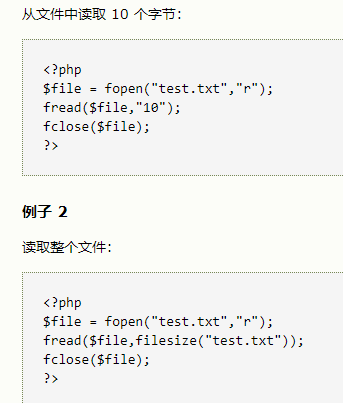 从文件中读取 10 个字节：
<?php
$file = fopen("test.txt","r");
fread($file,"10");
fclose($file);
?>
例子 2
读取整个文件：
<?php
$file = fopen("test.txt","r");
fread($file,filesize("test.txt"));
fclose($file);
?>